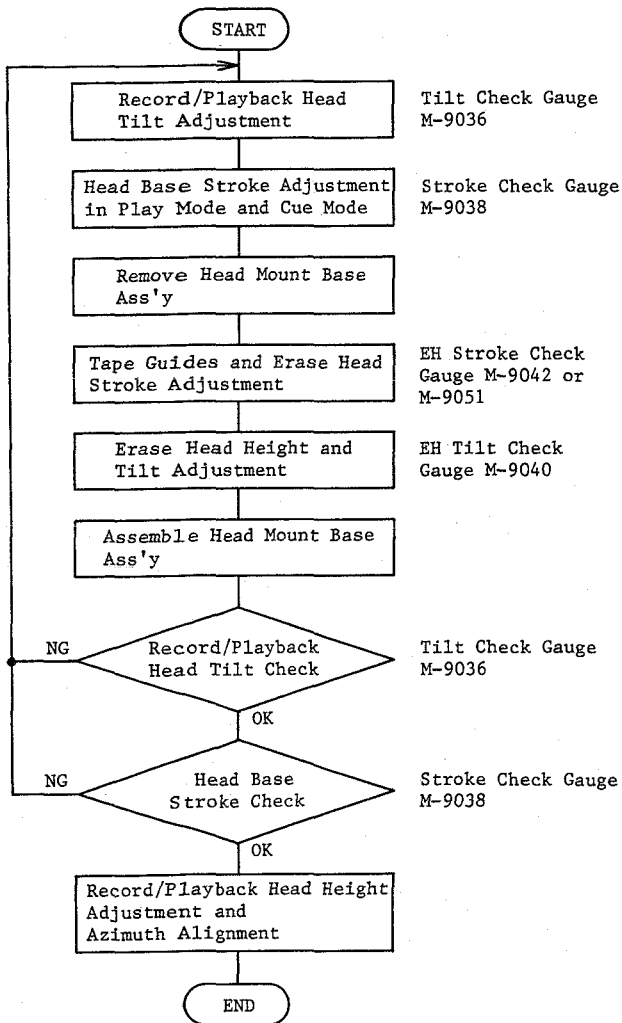 START
Record/Playback Head
Tilt Adjustment
Tilt Check Gauge
M-9036
Head Base Stroke Adjustment
in Play Mode and Cue Mode
Stroke Check Gauge
M-9038
Remove Head Mount Base
Ass'y
Tape Guides and Erase Head
Stroke Adjustment
EH Stroke Check
Gauge M-9042 or
M-9051
Erase Head Height and
Tilt Adjustment
EH Tilt Check
Gauge M-9040
Assemble Head Mount Base
Ass'y
NG
Record/Playback
Head Tilt Check
Tilt Check Gauge
M-9036
OK
NG
Head Base
Stroke Check
Stroke Check Gauge
M-9038
OK
Record/Playback Head Height
Adjustment and
Azimuth Alignment
END